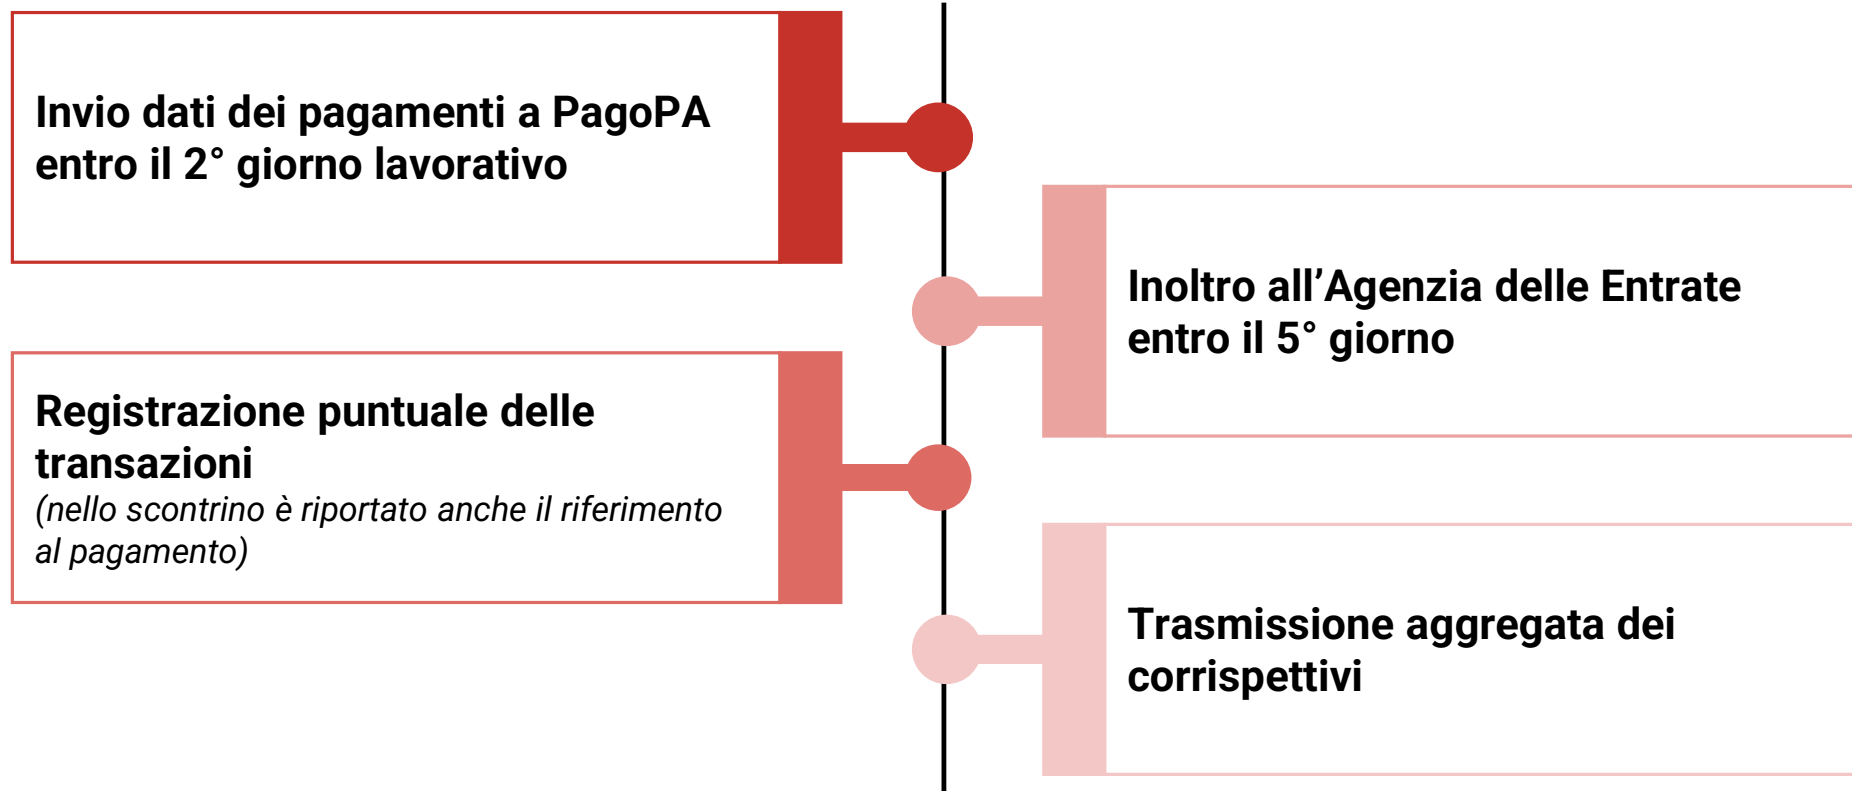 Invio dati dei pagamenti a PagoPA
entro il 2° giorno lavorativo
Inoltro all’Agenzia delle Entrate
entro il 5° giorno
Registrazione puntuale delle
transazioni
(nello scontrino è riportato anche il riferimento
al pagamento)
Trasmissione aggregata dei
corrispettivi